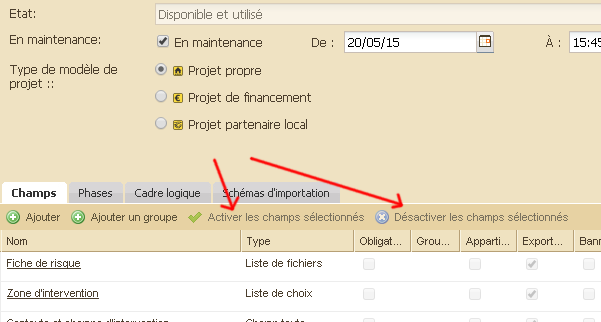 Etat: Disponible et utilisé
En maintenance: En maintenance De : 20/05/15 À : 15:45
Type de modèle de projet :: Projet propre
Projet de financement
Projet partenaire local
Champs Phases Cadre logique Schémas d'importation
Ajouter Ajouter un groupe Activer les champs sélectionnés Désactiver les champs sélectionnés
Nom Type Obligat... Grou... Apparti... Export... Bann
Fiche de risque Liste de fichiers
Zone d'intervention Liste de choix